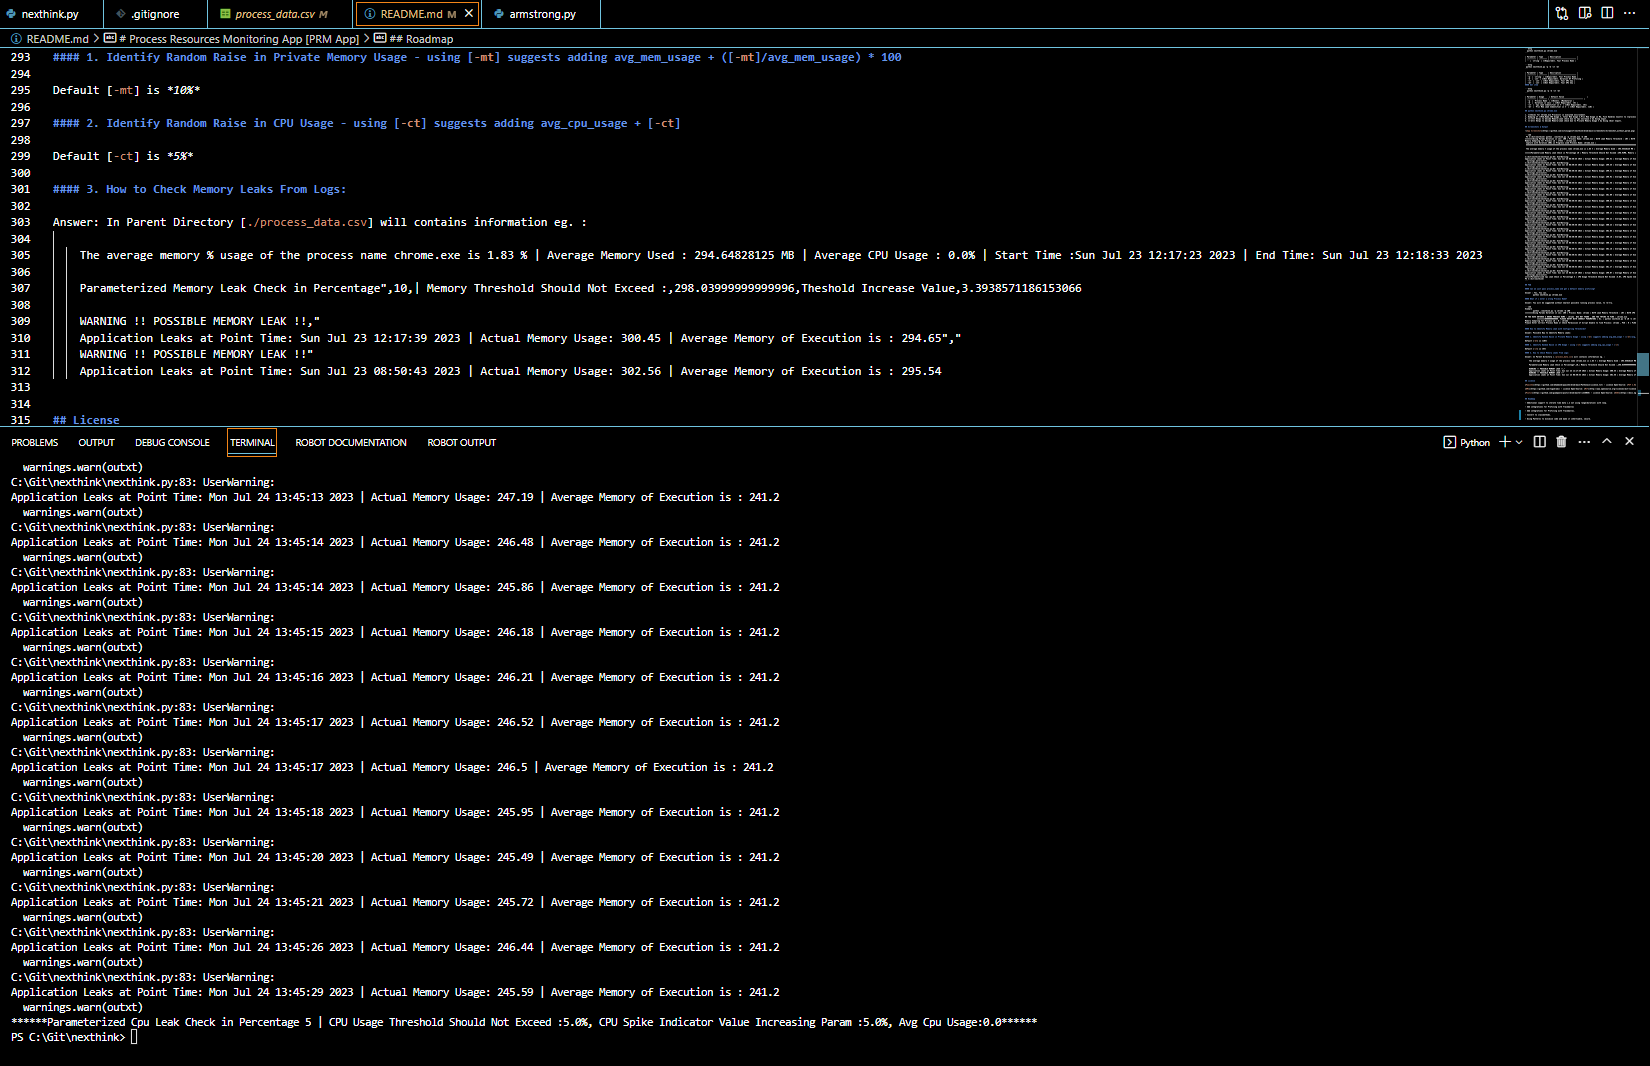 nexthink.py
.gitignore
process_data.csv M
README.md M
armstrong.py
README.md > # Process Resources Monitoring App [PRM App] > ## Roadmap
293 #### 1. Identify Random Raise in Private Memory Usage - using [-mt] suggests adding avg_mem_usage + ([-mt]/avg_mem_usage) * 100
294
295 Default [-mt] is *10%*
296
297 #### 2. Identify Random Raise in CPU Usage - using [-ct] suggests adding avg_cpu_usage + [-ct]
298
299 Default [-ct] is *5%*
300
301 #### 3. How to Check Memory Leaks From Logs:
302
303 Answer: In Parent Directory [./process_data.csv] will contains information eg. :
304
305 The average memory % usage of the process name chrome.exe is 1.83 % | Average Memory Used : 294.64828125 MB | Average CPU Usage : 0.0% | Start Time :Sun Jul 23 12:17:23 2023 | End Time: Sun Jul 23 12:18:33 2023
306
307 Parameterized Memory Leak Check in Percentage",10,| Memory Threshold Should Not Exceed :,298.03999999999996,Theshold Increase Value,3.3938571186153066
308
309 WARNING !! POSSIBLE MEMORY LEAK !!,"
310 Application Leaks at Point Time: Sun Jul 23 12:17:39 2023 | Actual Memory Usage: 300.45 | Average Memory of Execution is : 294.65","
311 WARNING !! POSSIBLE MEMORY LEAK !!"
312 Application Leaks at Point Time: Sun Jul 23 08:50:43 2023 | Actual Memory Usage: 302.56 | Average Memory of Execution is : 295.54
313
314
315 ## License
PROBLEMS OUTPUT DEBUG CONSOLE TERMINAL ROBOT DOCUMENTATION ROBOT OUTPUT
Python
warnings.warn(outxt)
C:\Git\nexthink\nexthink.py:83: UserWarning:
Application Leaks at Point Time: Mon Jul 24 13:45:13 2023 | Actual Memory Usage: 247.19 | Average Memory of Execution is : 241.2
warnings.warn(outxt)
C:\Git\nexthink\nexthink.py:83: UserWarning:
Application Leaks at Point Time: Mon Jul 24 13:45:14 2023 | Actual Memory Usage: 246.48 | Average Memory of Execution is : 241.2
warnings.warn(outxt)
C:\Git\nexthink\nexthink.py:83: UserWarning:
Application Leaks at Point Time: Mon Jul 24 13:45:14 2023 | Actual Memory Usage: 245.86 | Average Memory of Execution is : 241.2
warnings.warn(outxt)
C:\Git\nexthink\nexthink.py:83: UserWarning:
Application Leaks at Point Time: Mon Jul 24 13:45:15 2023 | Actual Memory Usage: 246.18 | Average Memory of Execution is : 241.2
warnings.warn(outxt)
C:\Git\nexthink\nexthink.py:83: UserWarning:
Application Leaks at Point Time: Mon Jul 24 13:45:16 2023 | Actual Memory Usage: 246.21 | Average Memory of Execution is : 241.2
warnings.warn(outxt)
C:\Git\nexthink\nexthink.py:83: UserWarning:
Application Leaks at Point Time: Mon Jul 24 13:45:17 2023 | Actual Memory Usage: 246.52 | Average Memory of Execution is : 241.2
warnings.warn(outxt)
C:\Git\nexthink\nexthink.py:83: UserWarning:
Application Leaks at Point Time: Mon Jul 24 13:45:17 2023 | Actual Memory Usage: 246.5 | Average Memory of Execution is : 241.2
warnings.warn(outxt)
C:\Git\nexthink\nexthink.py:83: UserWarning:
Application Leaks at Point Time: Mon Jul 24 13:45:18 2023 | Actual Memory Usage: 245.95 | Average Memory of Execution is : 241.2
warnings.warn(outxt)
C:\Git\nexthink\nexthink.py:83: UserWarning:
Application Leaks at Point Time: Mon Jul 24 13:45:20 2023 | Actual Memory Usage: 245.49 | Average Memory of Execution is : 241.2
warnings.warn(outxt)
C:\Git\nexthink\nexthink.py:83: UserWarning:
Application Leaks at Point Time: Mon Jul 24 13:45:21 2023 | Actual Memory Usage: 245.72 | Average Memory of Execution is : 241.2
warnings.warn(outxt)
C:\Git\nexthink\nexthink.py:83: UserWarning:
Application Leaks at Point Time: Mon Jul 24 13:45:26 2023 | Actual Memory Usage: 246.44 | Average Memory of Execution is : 241.2
warnings.warn(outxt)
C:\Git\nexthink\nexthink.py:83: UserWarning:
Application Leaks at Point Time: Mon Jul 24 13:45:29 2023 | Actual Memory Usage: 245.59 | Average Memory of Execution is : 241.2
warnings.warn(outxt)
******Parameterized Cpu Leak Check in Percentage 5 | CPU Usage Threshold Should Not Exceed :5.0%, CPU Spike Indicator Value Increasing Param :5.0%, Avg Cpu Usage:0.0******
PS C:\Git\nexthink>